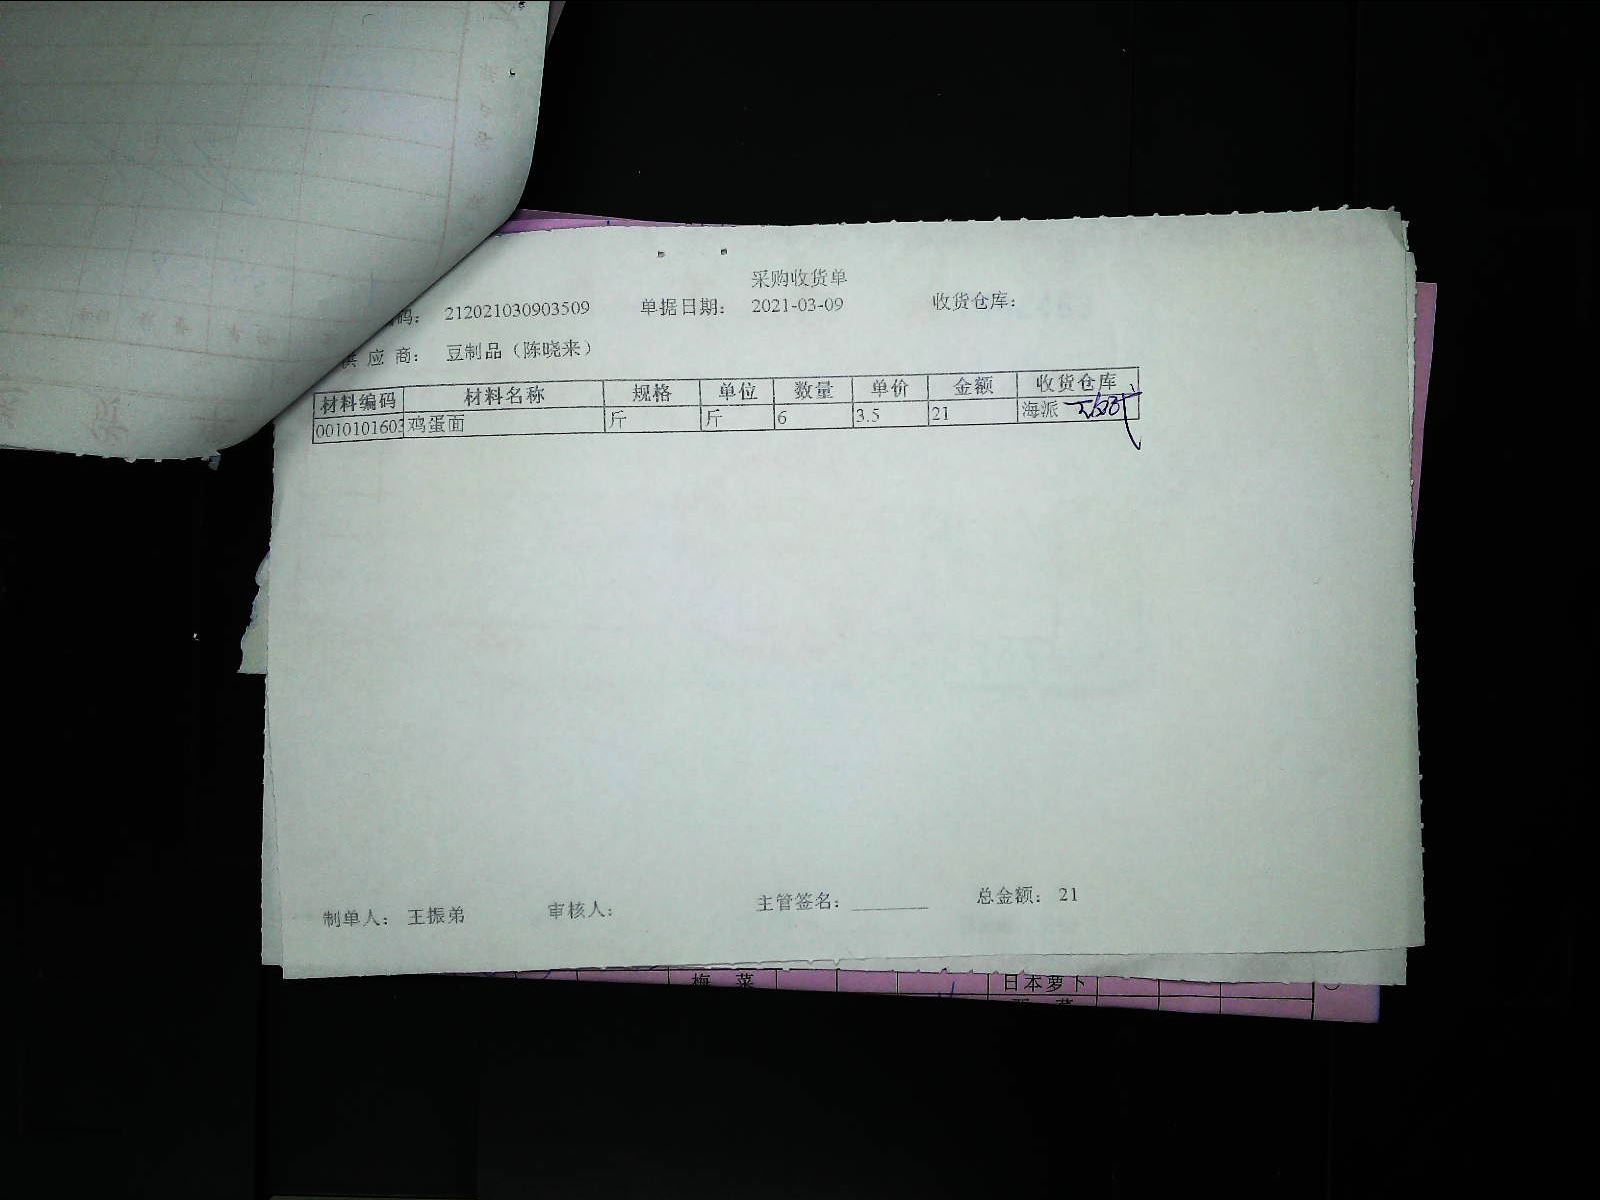 采购收货单
码: 212021030903509 单据日期: 2021-03-09 收货仓库:
供 应 商: 豆制品（陈晓来）
材料编码 材料名称 规格 单位 数量 单价 金额 收货仓库
0010101603 鸡蛋面 斤 斤 6 3.5 21 海派
制单人: 王振弟 审核人: 主管签名: ________ 总金额: 21
梅 菜 日本萝卜